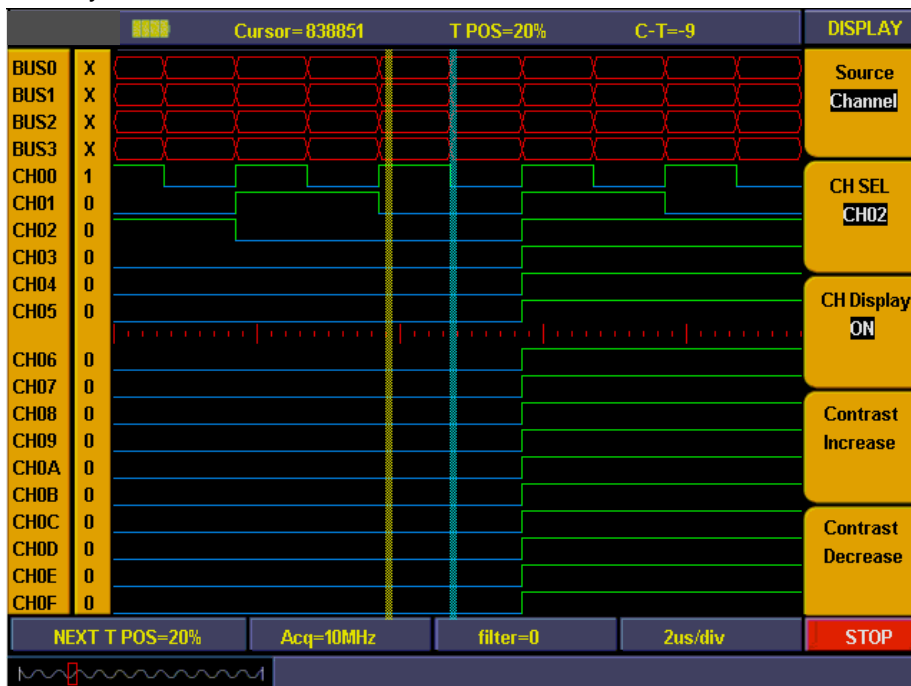 Cursor=838851 T POS=20% C-T=-9 DISPLAY
BUS0 X
BUS1 X
BUS2 X
BUS3 X
CH00 1
CH01 0
CH02 0
CH03 0
CH04 0
CH05 0
CH06 0
CH07 0
CH08 0
CH09 0
CH0A 0
CH0B 0
CH0C 0
CH0D 0
CH0E 0
CH0F 0
Source
Channel
CH SEL
CH02
CH Display
ON
Contrast
Increase
Contrast
Decrease
NEXT T POS=20% Acq=10MHz filter=0 2us/div STOP